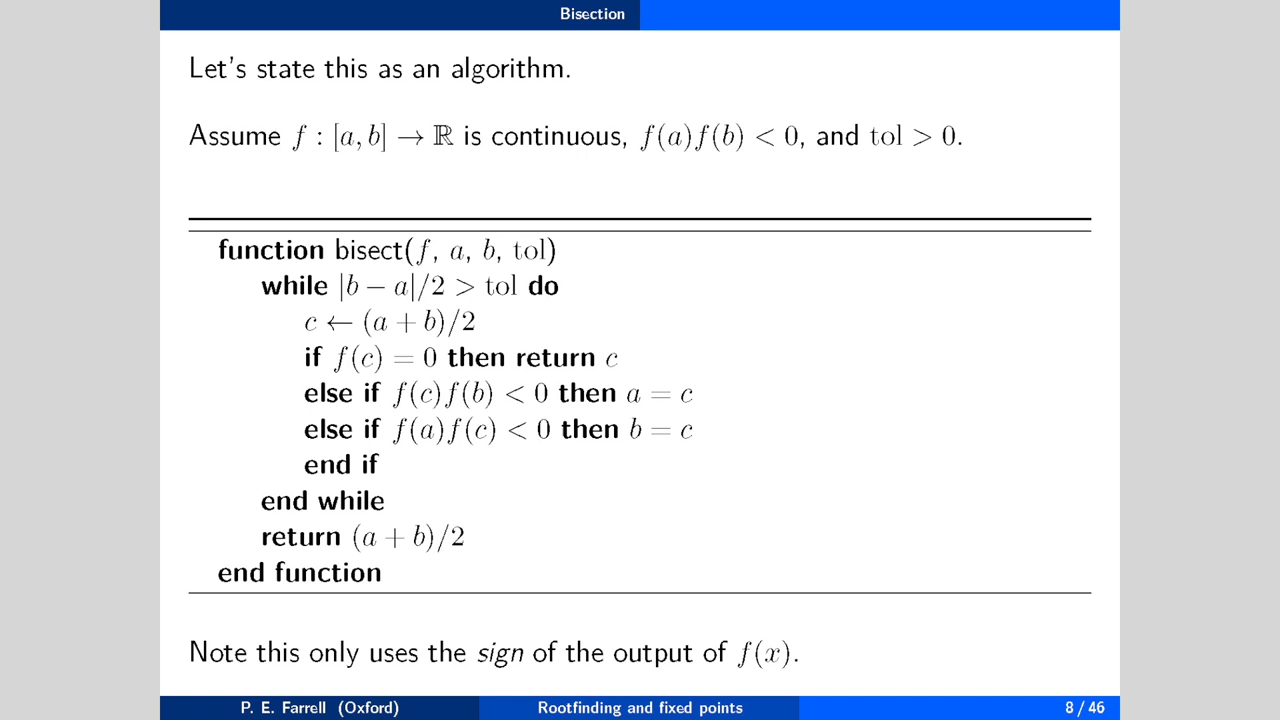 Bisection
Let's state this as an algorithm.
Assume f : [a, b] → ℝ is continuous, f(a)f(b) < 0, and tol > 0.
function bisect(f, a, b, tol)
while |b − a|/2 > tol do
c ← (a + b)/2
if f(c) = 0 then return c
else if f(c)f(b) < 0 then a = c
else if f(a)f(c) < 0 then b = c
end if
end while
return (a + b)/2
end function
Note this only uses the sign of the output of f(x).
P. E. Farrell (Oxford) Rootfinding and fixed points 8 / 46